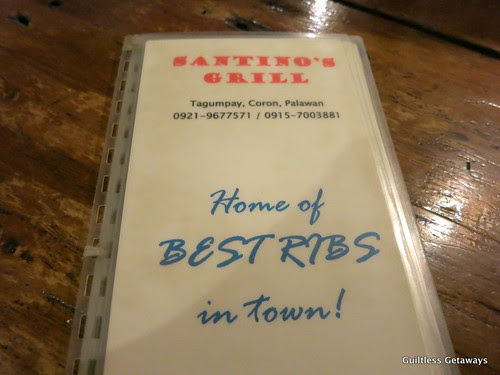 SANTINO'S
GRILL
Tagumpay, Coron, Palawan
0921-9677571 / 0915-7003881
Home of
BEST RIBS
in town!
Guiltless Getaways